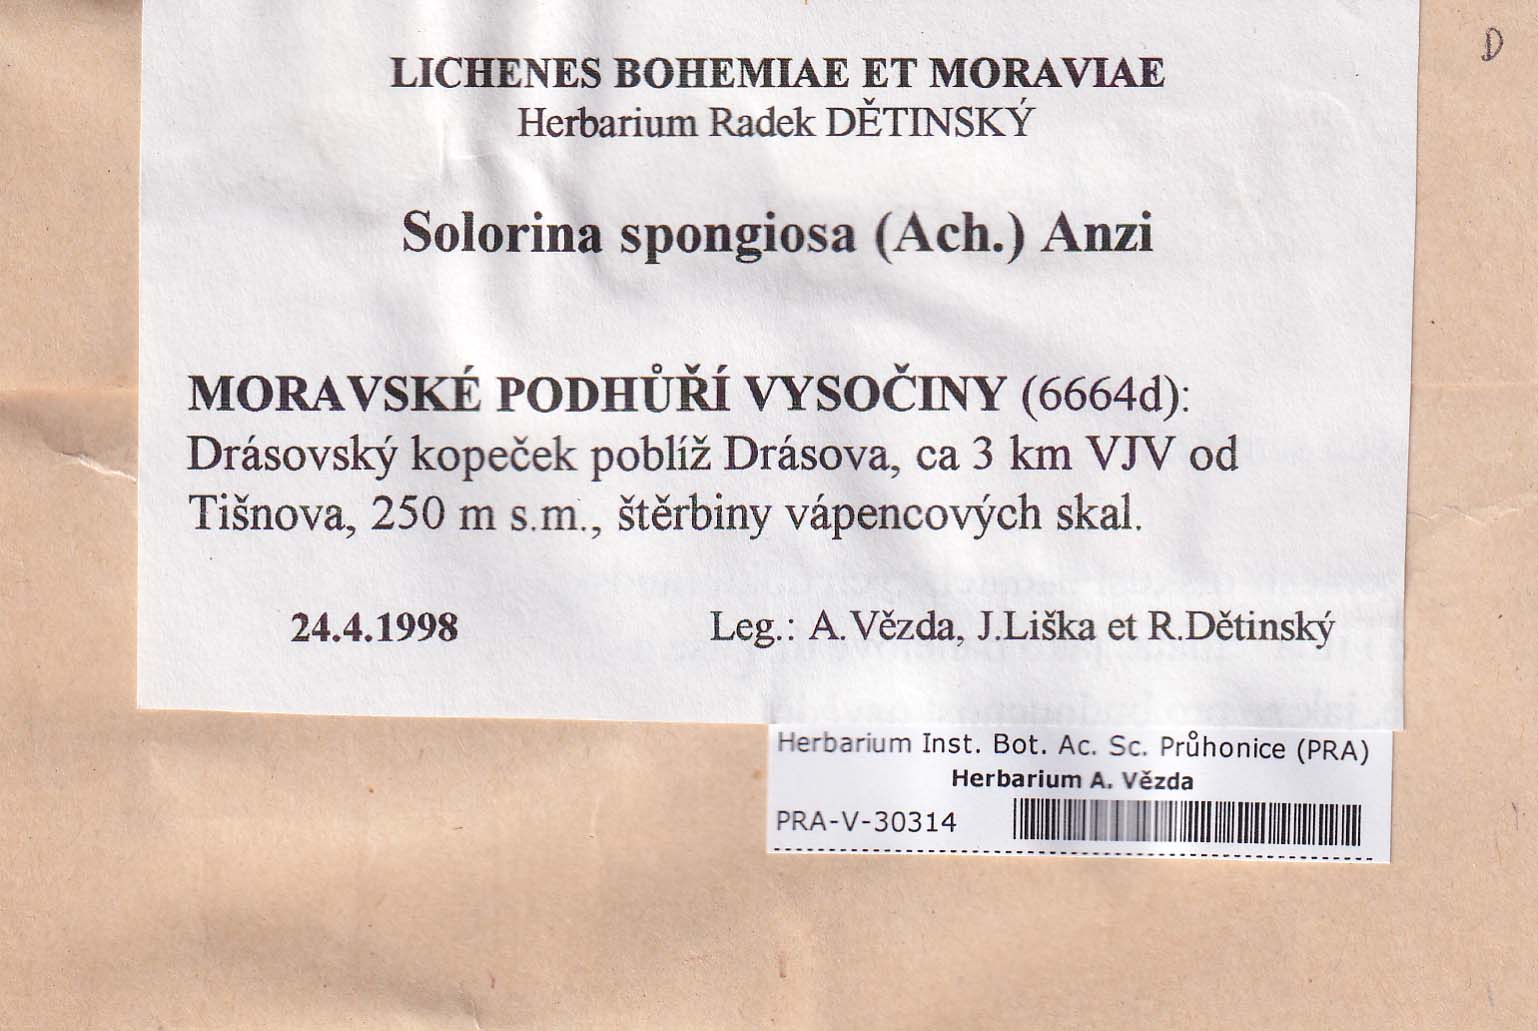 D
LICHENES BOHEMIAE ET MORAVIAE
Herbarium Radek DĚTINSKÝ
Solorina spongiosa (Ach.) Anzi
MORAVSKÉ PODHŮŘÍ VYSOČINY (6664d):
Drásovský kopeček poblíž Drásova, ca 3 km VJV od
Tišnova, 250 m s.m., štěrbiny vápencových skal.
24.4.1998 Leg.: A.Vězda, J.Liška et R.Dětinský
Herbarium Inst. Bot. Ac. Sc. Průhonice (PRA)
Herbarium A. Vězda
PRA-V-30314